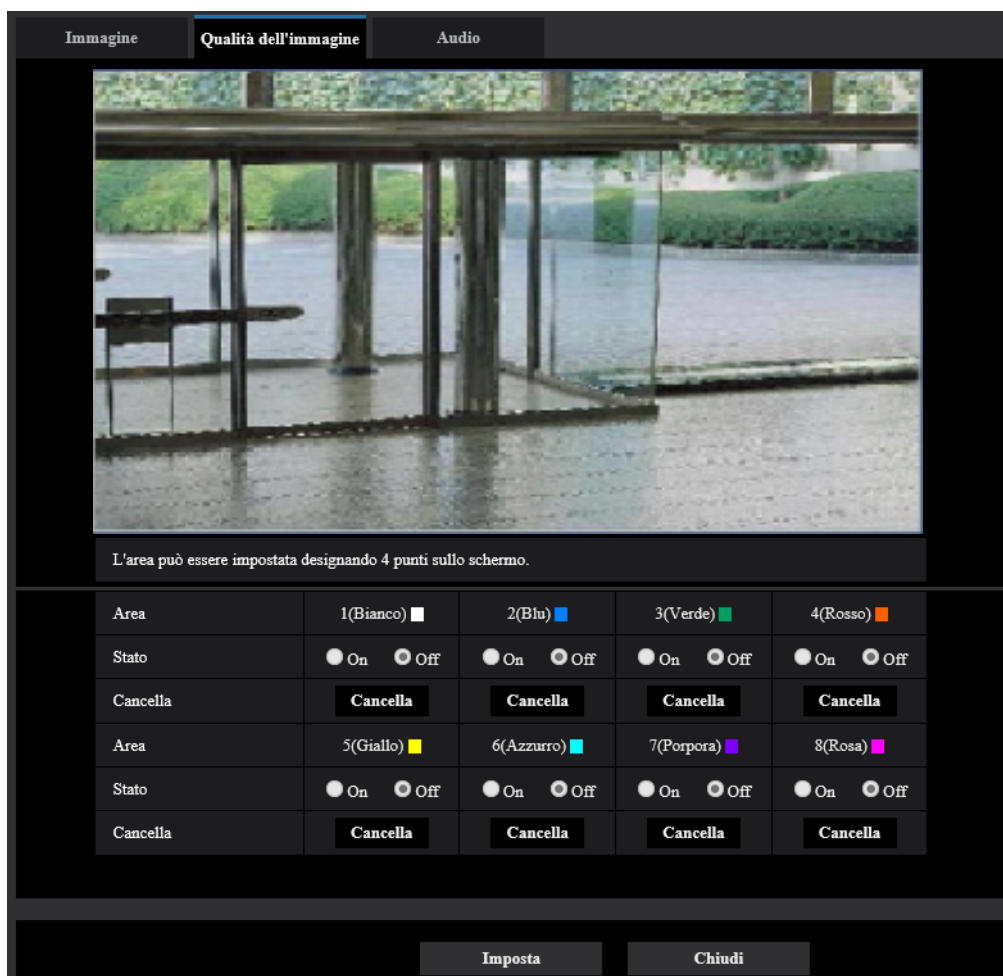 Immagine Qualità dell'immagine Audio
L'area può essere impostata designando 4 punti sullo schermo.
Area 1(Bianco) 2(Blu) 3(Verde) 4(Rosso)
Stato On Off On Off On Off On Off
Cancella Cancella Cancella Cancella Cancella
Area 5(Giallo) 6(Azzurro) 7(Porpora) 8(Rosa)
Stato On Off On Off On Off On Off
Cancella Cancella Cancella Cancella Cancella
Imposta Chiudi